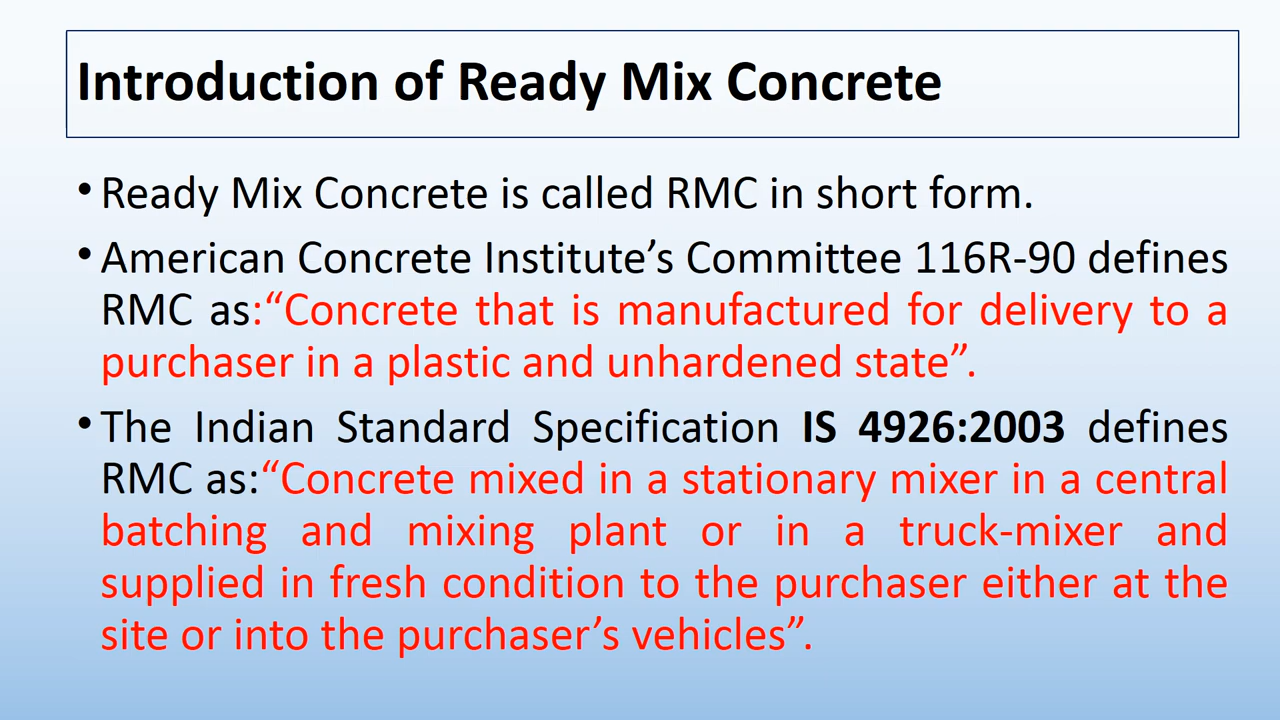 Introduction of Ready Mix Concrete
• Ready Mix Concrete is called RMC in short form.
• American Concrete Institute’s Committee 116R-90 defines
RMC as:“Concrete that is manufactured for delivery to a
purchaser in a plastic and unhardened state”.
• The Indian Standard Specification IS 4926:2003 defines
RMC as:“Concrete mixed in a stationary mixer in a central
batching and mixing plant or in a truck-mixer and
supplied in fresh condition to the purchaser either at the
site or into the purchaser’s vehicles”.